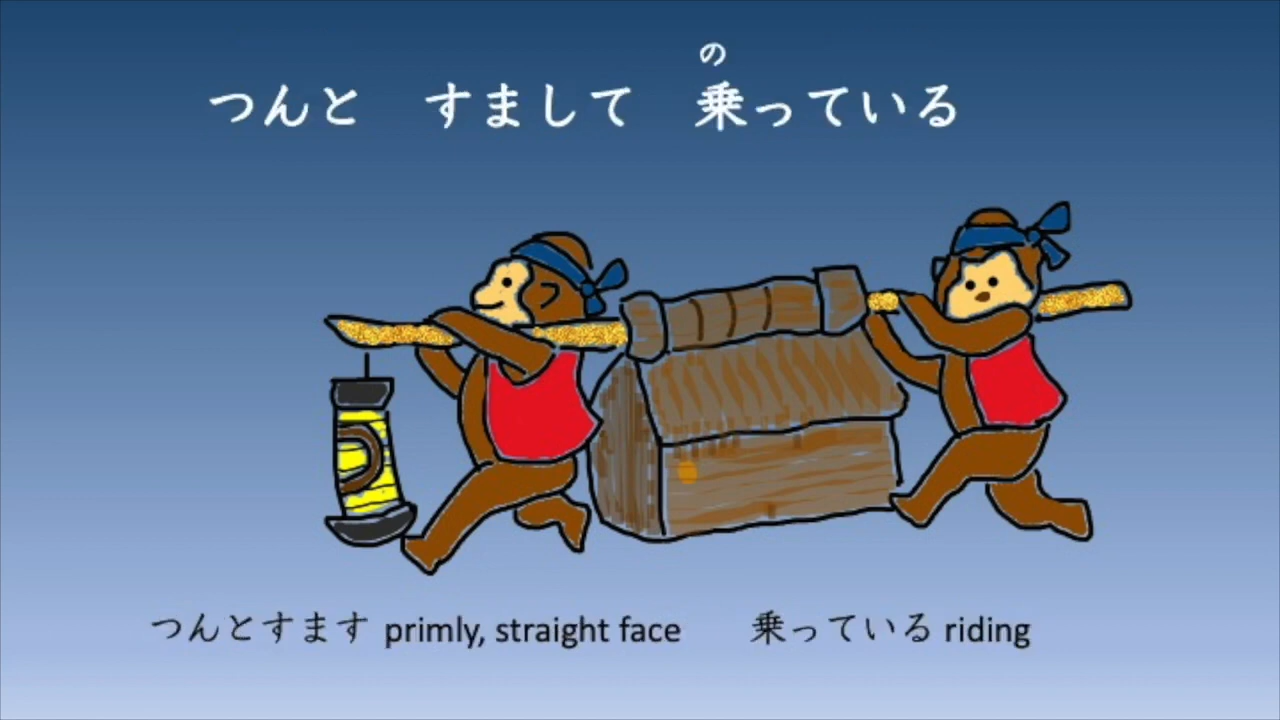 の
つんと　すまして　乗っている
つんとすます primly, straight face　乗っている riding